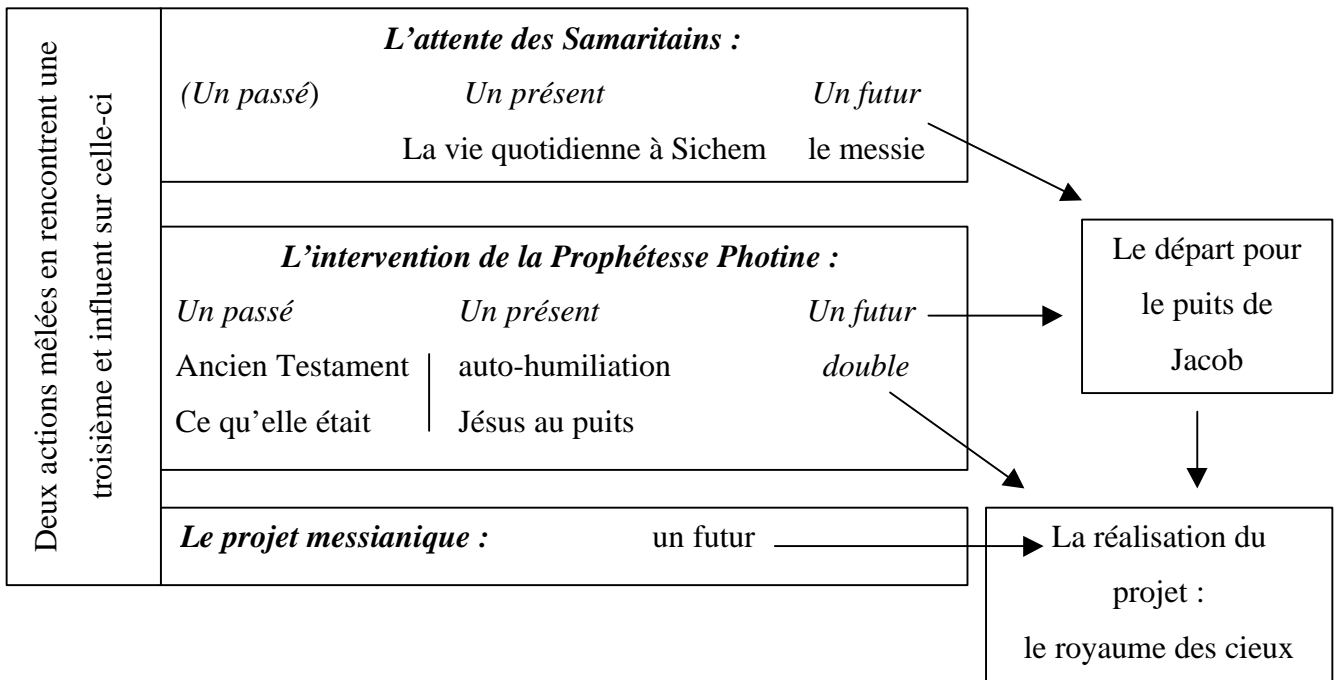 Deux actions mêlées en rencontrent une
troisième et influent sur celle-ci
L'attente des Samaritains :
(Un passé) Un présent Un futur
La vie quotidienne à Sichem le messie
L'intervention de la Prophétesse Photine :
Un passé Un présent Un futur
Ancien Testament auto-humiliation double
Ce qu'elle était Jésus au puits
Le projet messianique : un futur
Le départ pour
le puits de
Jacob
La réalisation du
projet :
le royaume des cieux